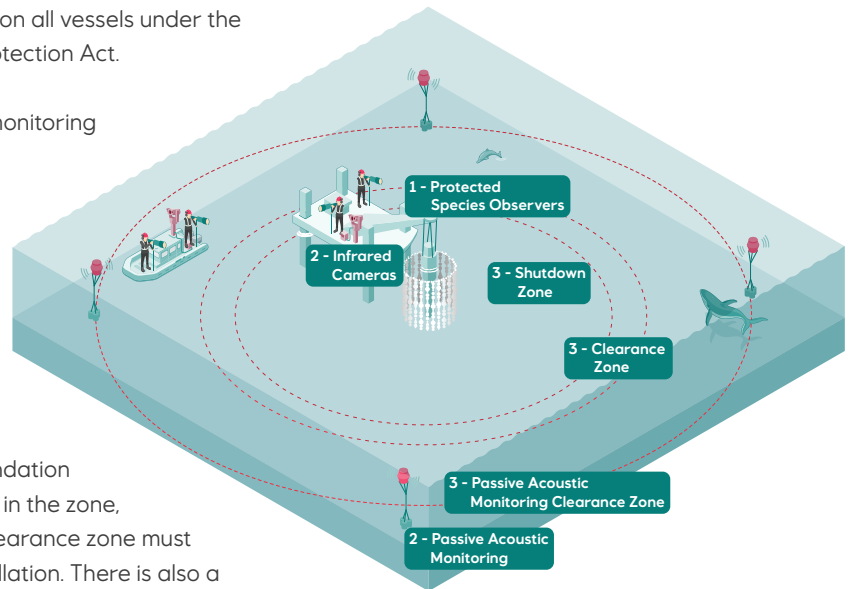 on all vessels under the
otection Act.
monitoring
1 - Protected
Species Observers
2 - Infrared
Cameras
3 - Shutdown
Zone
3 - Clearance
Zone
3 - Passive Acoustic
Monitoring Clearance Zone
2 - Passive Acoustic
Monitoring
ndation
in the zone,
learance zone must
llation. There is also a